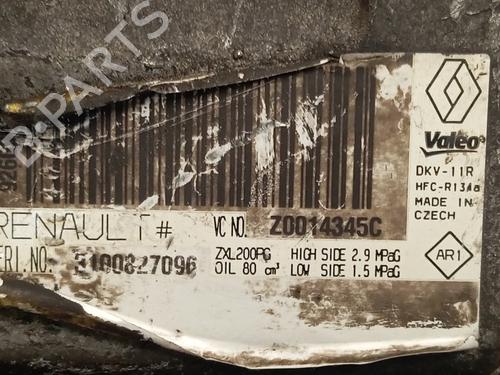 B-PARTS
Valeo
DKV-11R
HFC-R134a
MADE IN
CZECH
RENAULT #
VC NO. Z0014345C
SERI.NO. 3100827096
ZXL200PG HIGH SIDE 2.9 MPaG
OIL 80 cm³ LOW SIDE 1.5 MPaG
AR1